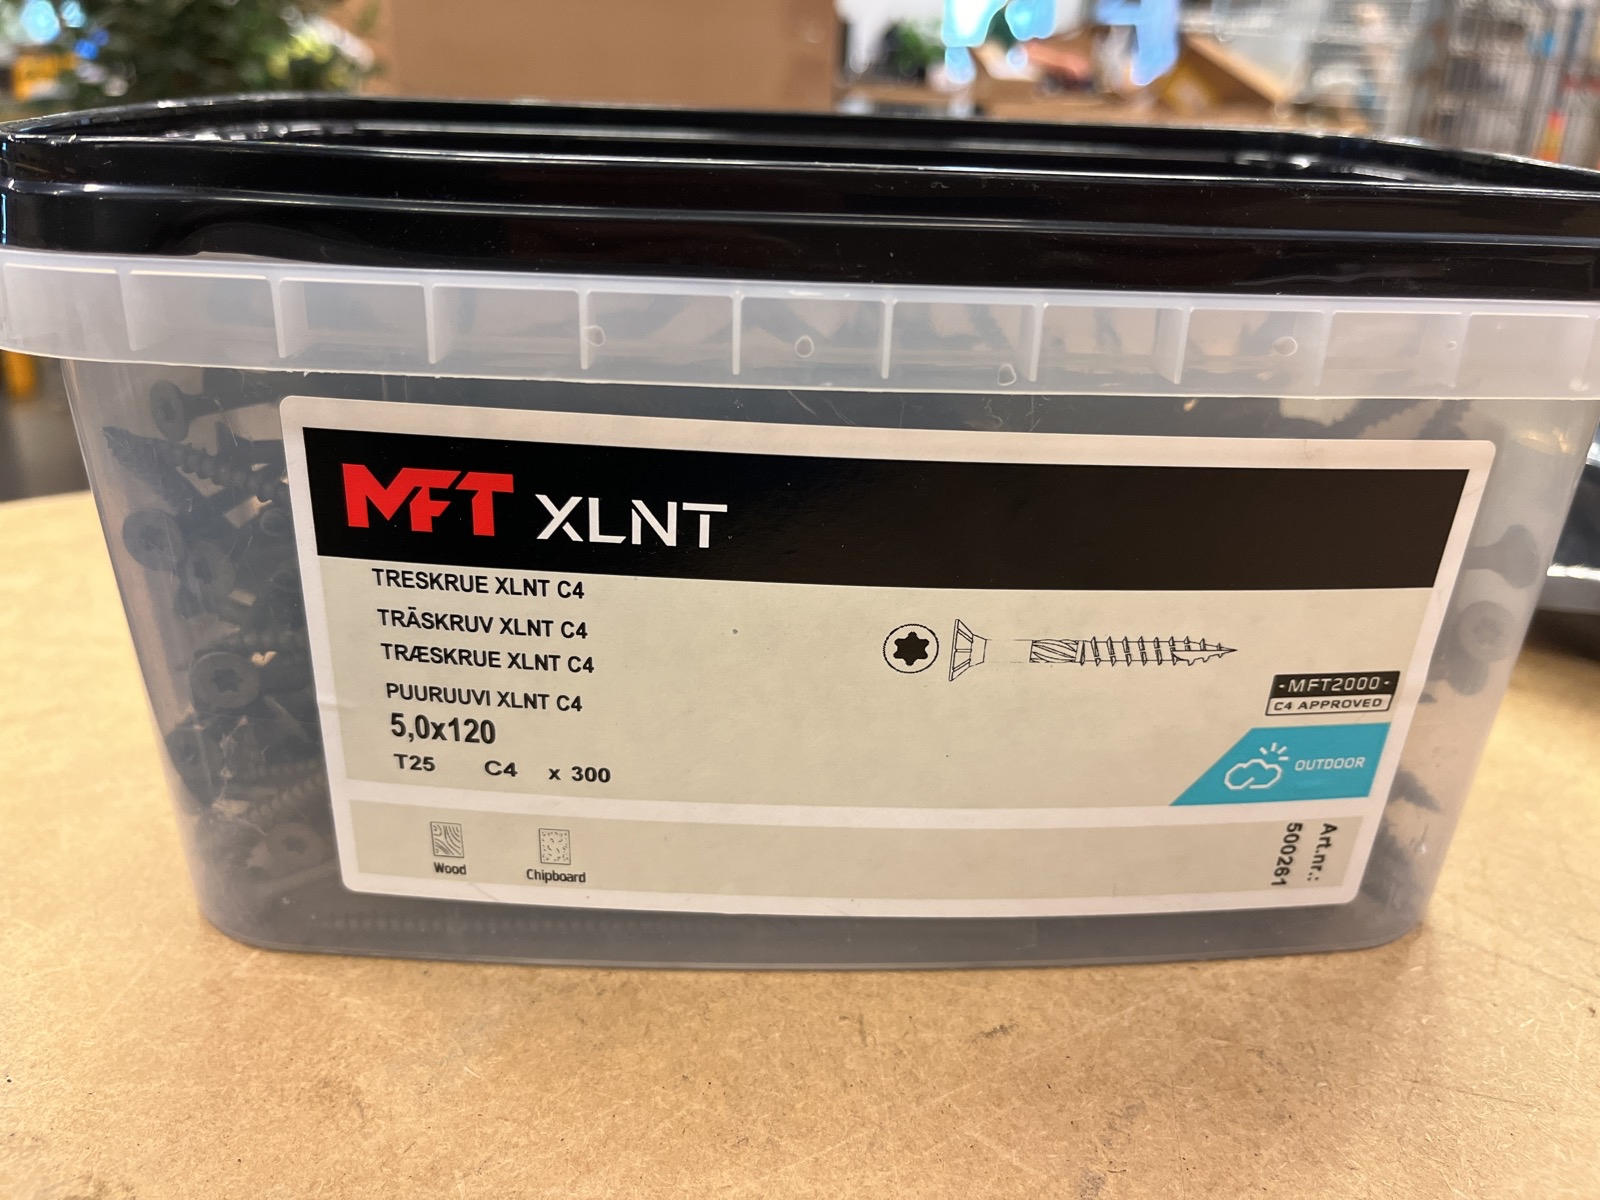 MFT XLNT
TRESKRUE XLNT C4
TRÄSKRUV XLNT C4
TRÆSKRUE XLNT C4
PUURUUVI XLNT C4
5,0x120
T25 C4 x 300
-MFT2000-
C4 APPROVED
OUTDOOR
Wood
Chipboard
Art.nr.:
500261